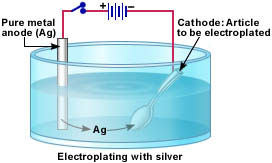 Pure metal
anode (Ag)
+ −
Cathode: Article
to be electroplated
Ag
Electroplating with silver